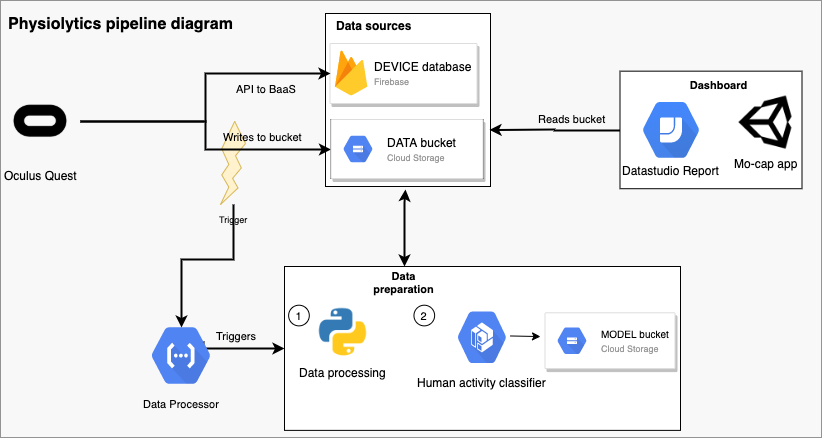 Physiolytics pipeline diagram
Data sources
DEVICE database
Firebase
API to BaaS
Dashboard
Reads bucket
Writes to bucket
DATA bucket
Cloud Storage
Mo-cap app
Datastudio Report
Oculus Quest
Trigger
Data
preparation
1
2
Triggers
MODEL bucket
Cloud Storage
Data processing
Human activity classifier
Data Processor